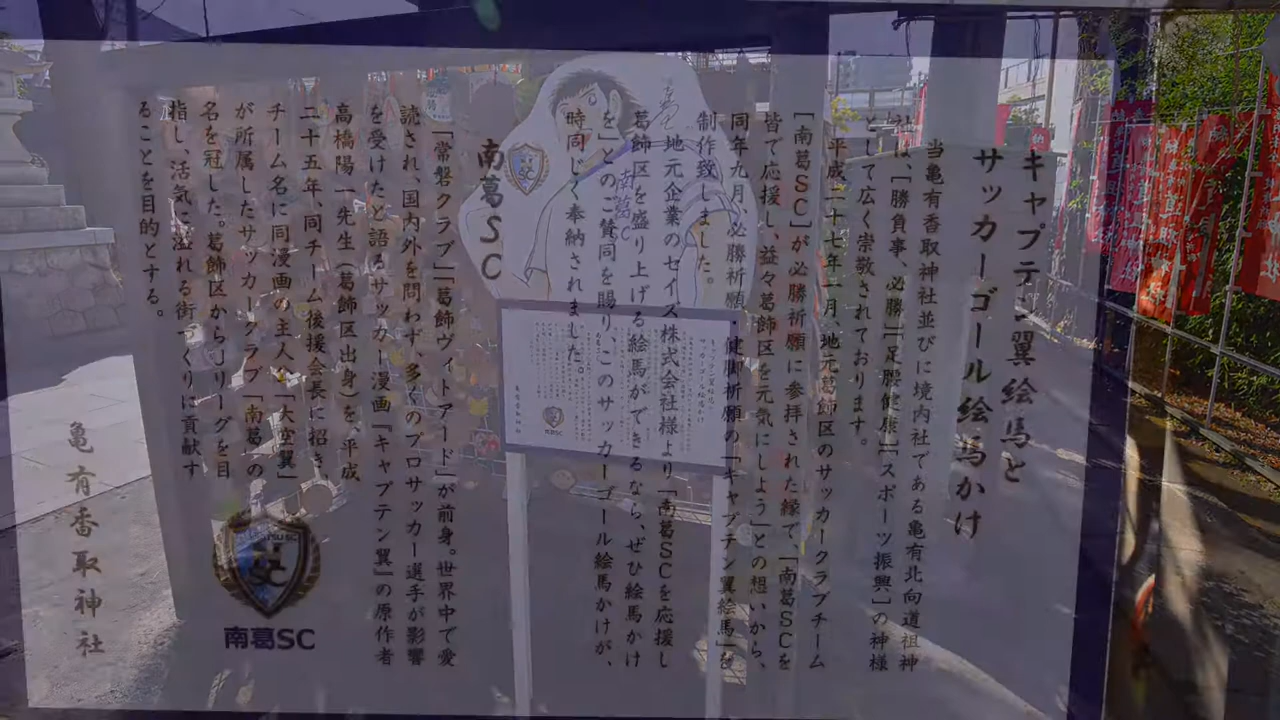 キャプテン翼絵馬と
サッカーゴール絵馬かけ
当亀有香取神社並びに境内社である亀有北向道祖神
社は、「勝負事、必勝」「足腰健康」「スポーツ振興」の神様
として広く崇敬されております。
平成二十七年一月、地元葛飾区のサッカークラブチーム
「南葛SC」が必勝祈願に参拝された縁で、「南葛SCを
皆で応援し、益々葛飾区を元気にしよう」との想いから、
同年九月、必勝祈願・健脚祈願の「キャプテン翼絵馬」を
制作致しました。
地元企業のセイズ株式会社様より「南葛SCを応援し
葛飾区を盛り上げる絵馬ができるなら、ぜひ絵馬かけ
を」とのご賛同を賜り、このサッカーゴール絵馬かけが、
時同じく奉納されました。
南葛SC
「常磐クラブ」「葛飾ヴィトアード」が前身。世界中で愛
読され、国内外を問わず、多くのプロサッカー選手が影響
を受けたと語るサッカー漫画『キャプテン翼』の原作者
高橋陽一先生(葛飾区出身)を、平成
二十五年、同チーム後援会長に招き、
チーム名に同漫画の主人公「大空翼」
が所属したサッカークラブ「南葛」の
名を冠した。葛飾区からJリーグを目
指し、活気に溢れる街づくりに貢献す
ることを目的とする。
南葛SC
亀有香取神社